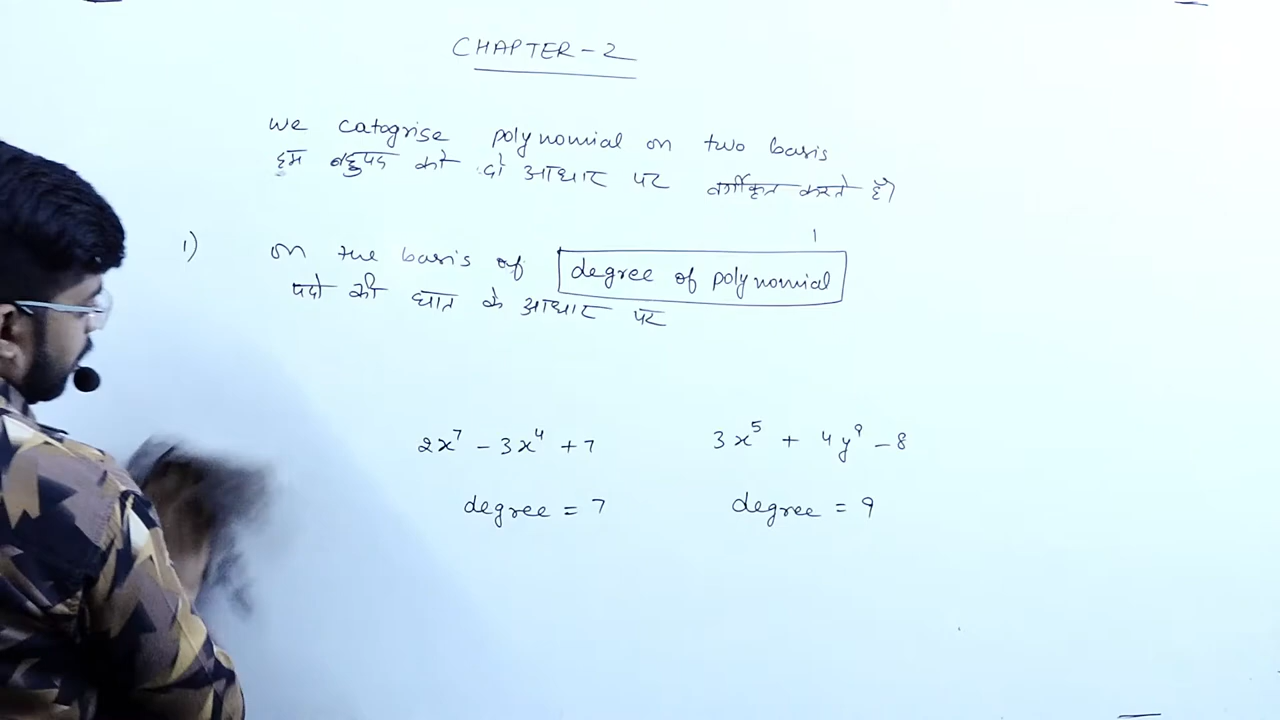 CHAPTER-2
we catogrise polynomial on two basis
हम बहुपद को दो आधार पर वर्गीकृत करते हैं
1) on the basis of degree of polynomial
पदो की घात के आधार पर
2x⁷ - 3x⁴ + 7 3x⁵ + 4y⁹ - 8
degree = 7 degree = 9